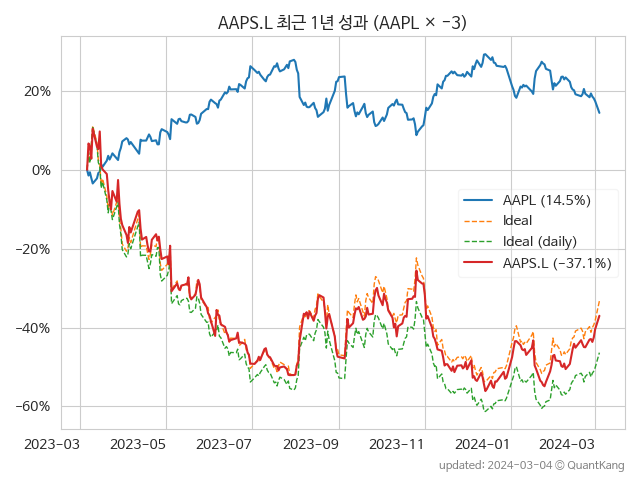 AAPS.L 최근 1년 성과 (AAPL × −3)
20%
0%
−20%
−40%
−60%
AAPL (14.5%)
Ideal
Ideal (daily)
AAPS.L (−37.1%)
2023−03
2023−05
2023−07
2023−09
2023−11
2024−01
2024−03
updated: 2024−03−04 © QuantKang